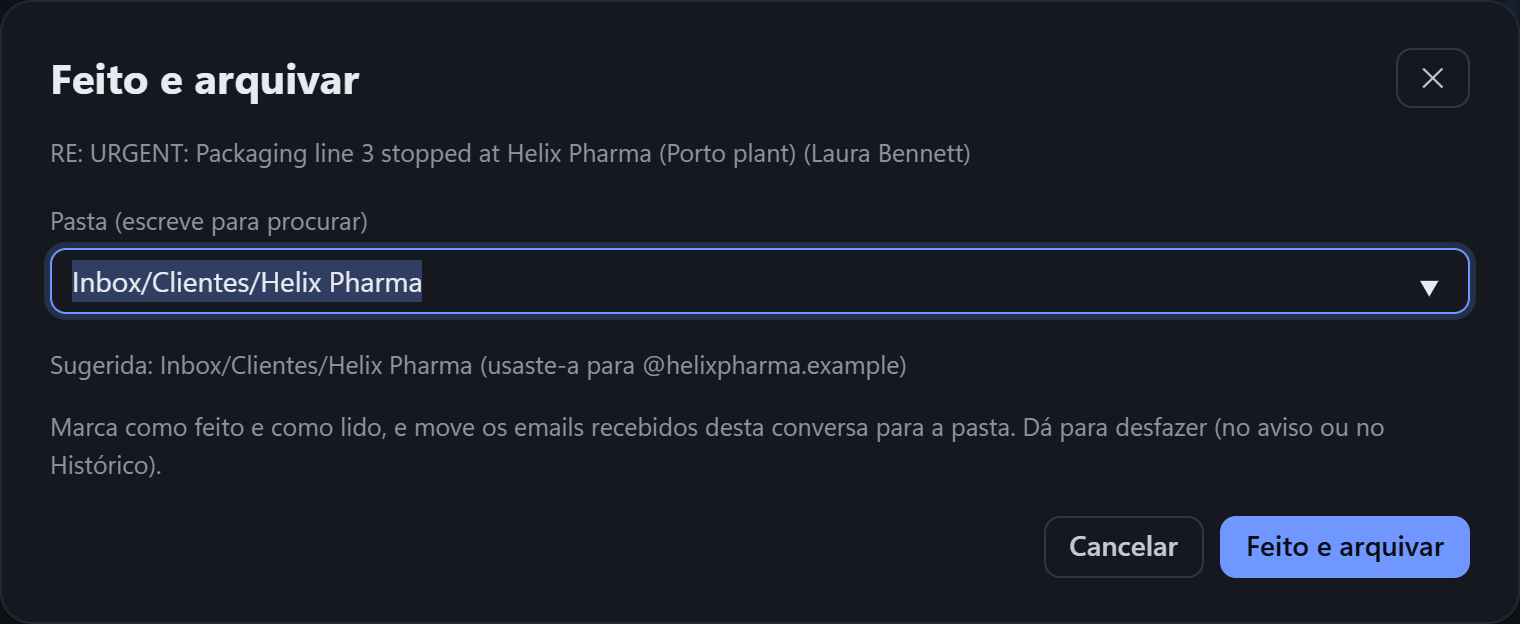 Feito e arquivar
RE: URGENT: Packaging line 3 stopped at Helix Pharma (Porto plant) (Laura Bennett)
Pasta (escreve para procurar)
Inbox/Clientes/Helix Pharma
Sugerida: Inbox/Clientes/Helix Pharma (usaste-a para @helixpharma.example)
Marca como feito e como lido, e move os emails recebidos desta conversa para a pasta. Dá para desfazer (no aviso ou no
Histórico).
Cancelar
Feito e arquivar